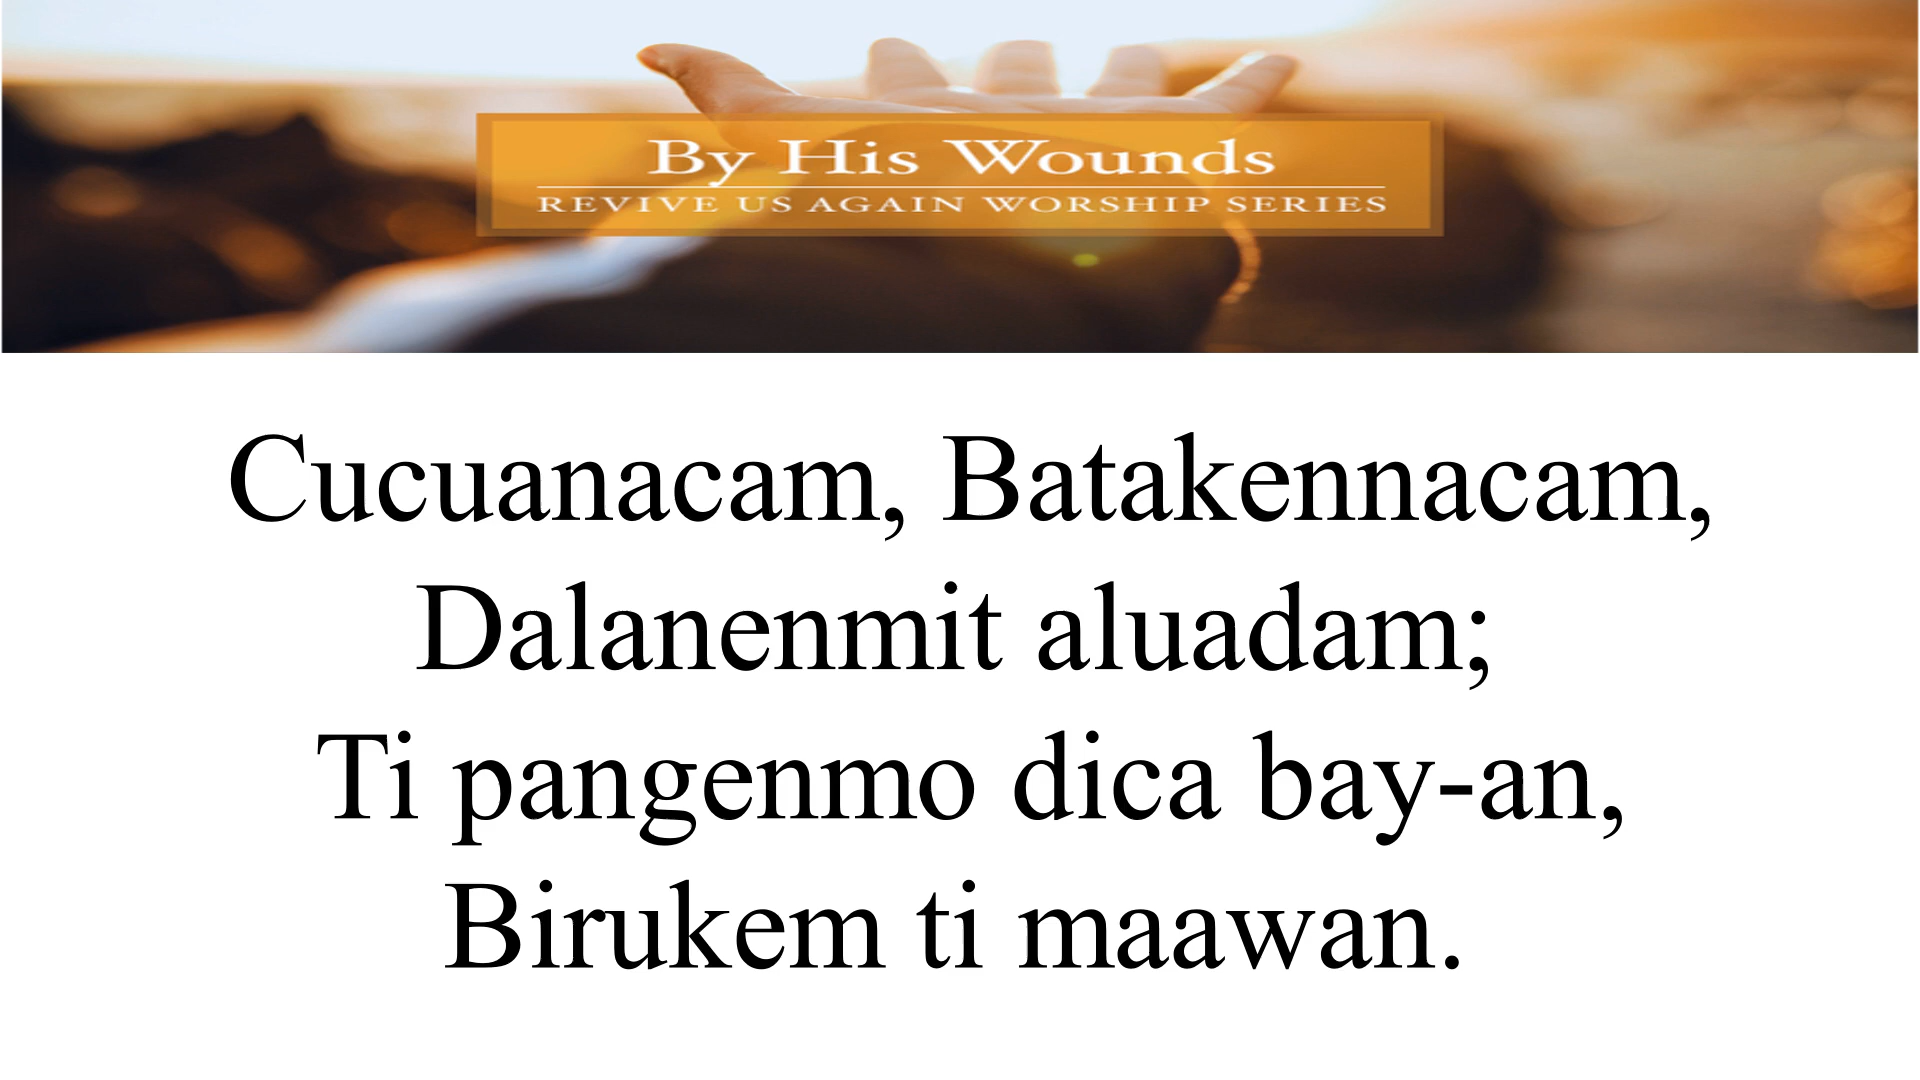 By His Wounds
REVIVE US AGAIN WORSHIP SERIES
Cucuanacam, Batakennacam,
Dalanenmit aluadam;
Ti pangenmo dica bay-an,
Birukem ti maawan.